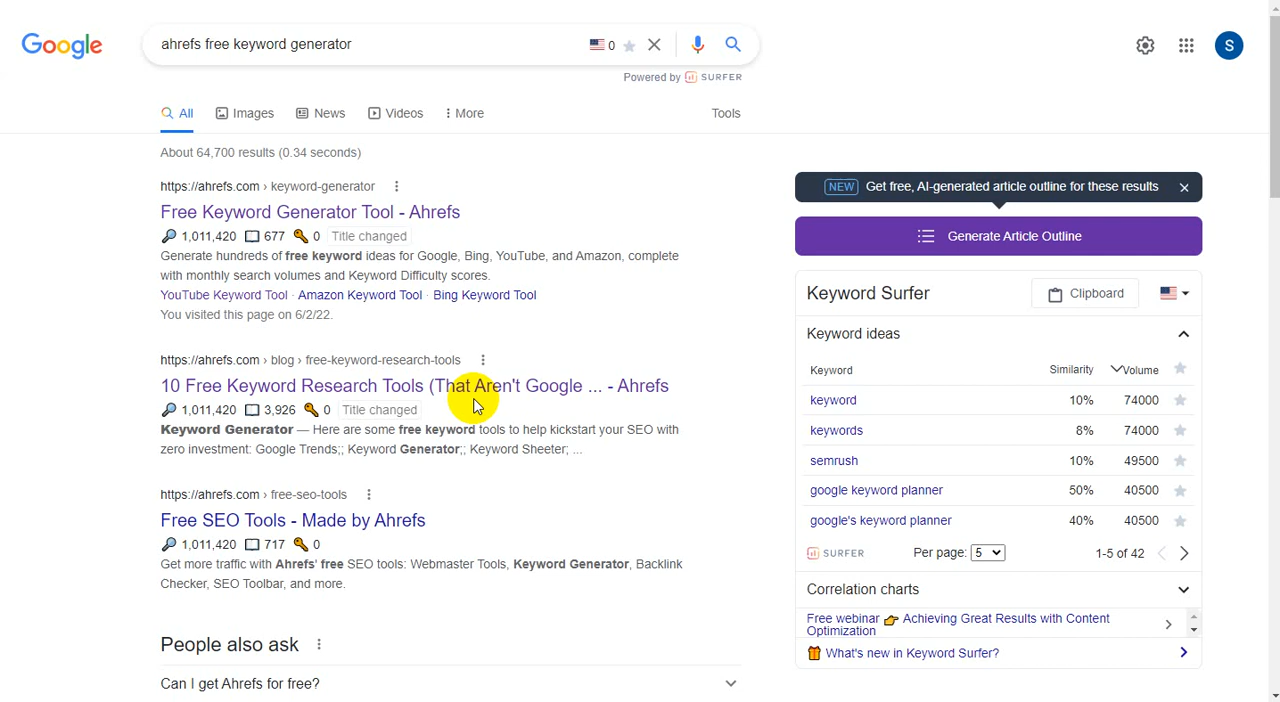 Google
ahrefs free keyword generator
0
S
Powered by SURFER
All
Images
News
Videos
More
Tools
About 64,700 results (0.34 seconds)
https://ahrefs.com › keyword-generator
Free Keyword Generator Tool - Ahrefs
1,011,420 677 0 Title changed
Generate hundreds of free keyword ideas for Google, Bing, YouTube, and Amazon, complete
with monthly search volumes and Keyword Difficulty scores.
YouTube Keyword Tool · Amazon Keyword Tool · Bing Keyword Tool
You visited this page on 6/2/22.
https://ahrefs.com › blog › free-keyword-research-tools
10 Free Keyword Research Tools (That Aren't Google ... - Ahrefs
1,011,420 3,926 0 Title changed
Keyword Generator — Here are some free keyword tools to help kickstart your SEO with
zero investment: Google Trends;; Keyword Generator;; Keyword Sheeter; ...
https://ahrefs.com › free-seo-tools
Free SEO Tools - Made by Ahrefs
1,011,420 717 0
Get more traffic with Ahrefs' free SEO tools: Webmaster Tools, Keyword Generator, Backlink
Checker, SEO Toolbar, and more.
People also ask
Can I get Ahrefs for free?
NEW Get free, AI-generated article outline for these results
Generate Article Outline
Keyword Surfer
Clipboard
Keyword ideas
Keyword Similarity Volume
keyword 10% 74000
keywords 8% 74000
semrush 10% 49500
google keyword planner 50% 40500
google's keyword planner 40% 40500
SURFER Per page: 5 1-5 of 42
Correlation charts
Free webinar 👉 Achieving Great Results with Content
Optimization
🎁 What's new in Keyword Surfer?